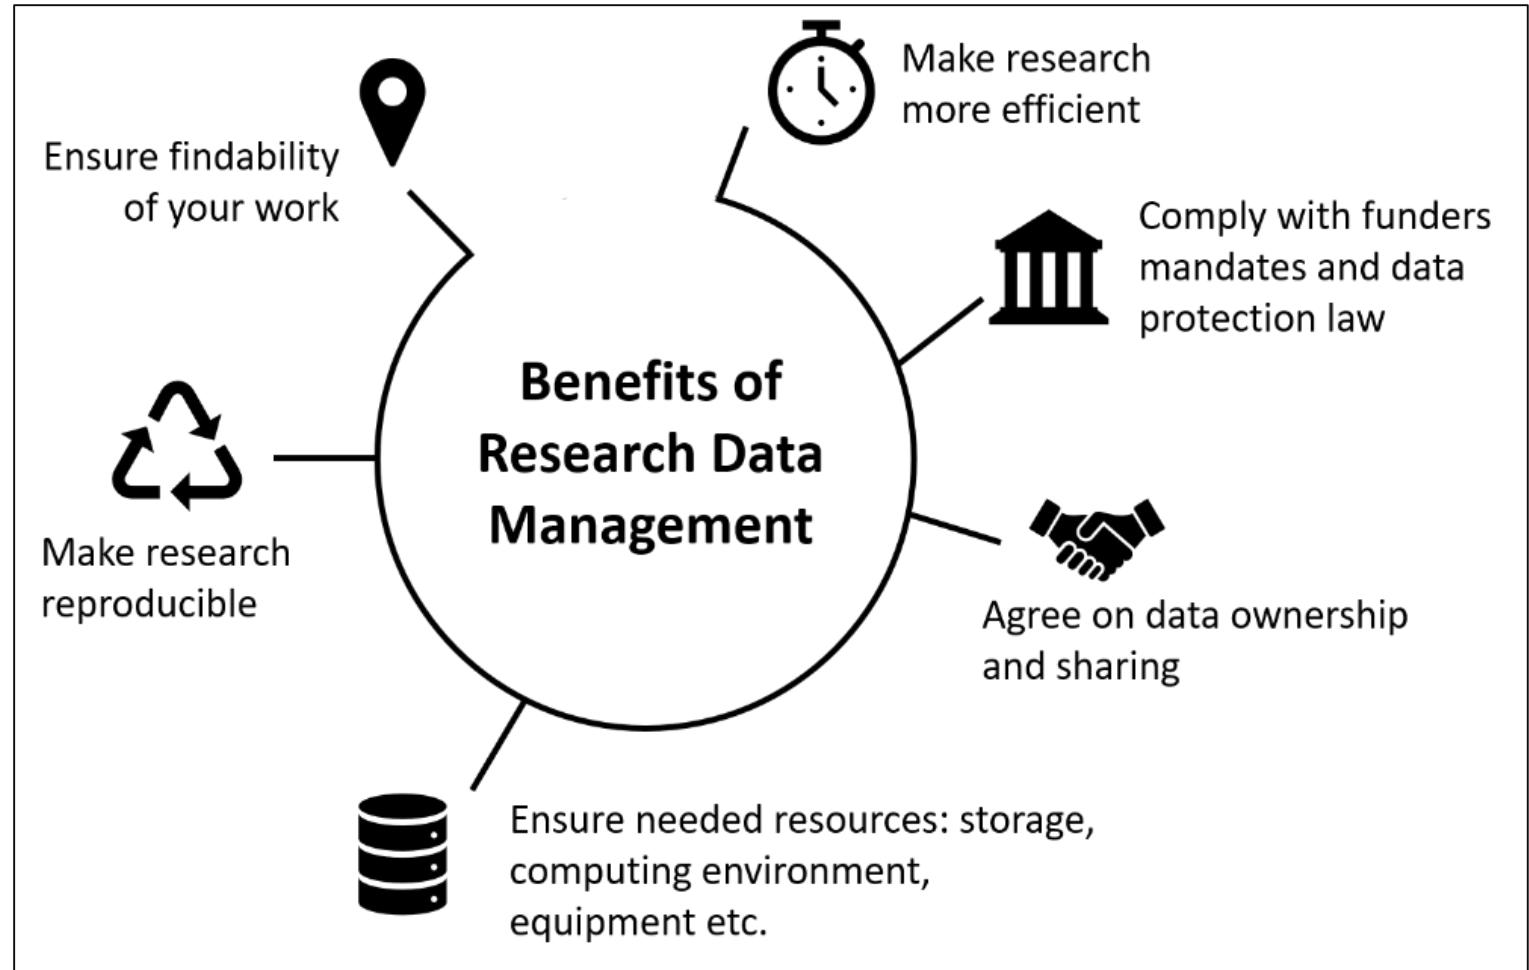 Benefits of
Research Data
Management
Make research
more efficient
Comply with funders
mandates and data
protection law
Agree on data ownership
and sharing
Ensure needed resources: storage,
computing environment,
equipment etc.
Make research
reproducible
Ensure findability
of your work